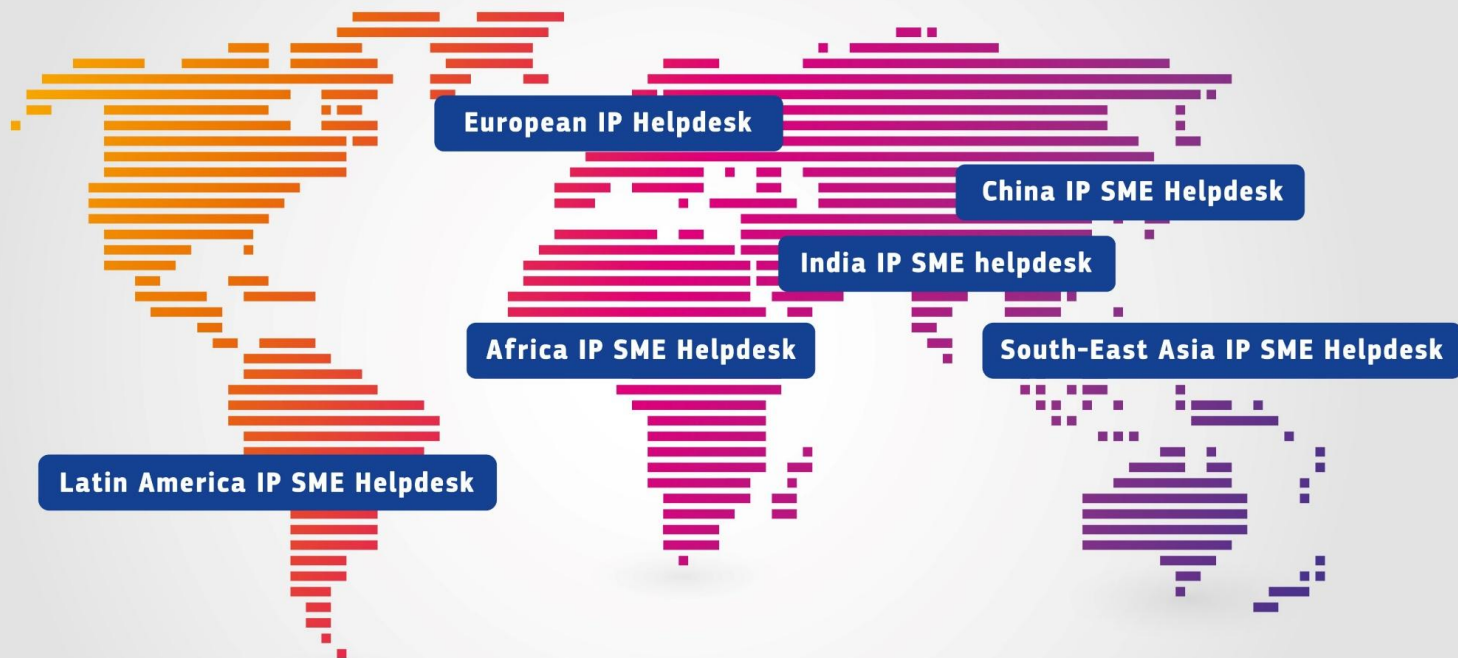 European IP Helpdesk
China IP SME Helpdesk
India IP SME helpdesk
Africa IP SME Helpdesk
South-East Asia IP SME Helpdesk
Latin America IP SME Helpdesk